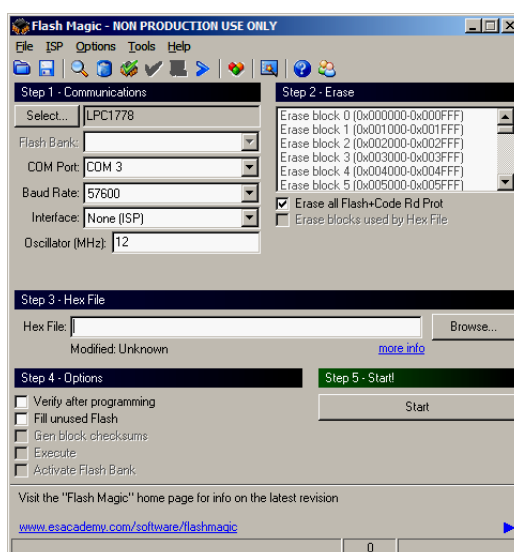 Flash Magic - NON PRODUCTION USE ONLY
File ISP Options Tools Help
Step 1 - Communications
Select... LPC1778
Flash Bank:
COM Port: COM 3
Baud Rate: 57600
Interface: None (ISP)
Oscillator (MHz): 12
Step 2 - Erase
Erase block 0 (0x000000-0x000FFF)
Erase block 1 (0x001000-0x001FFF)
Erase block 2 (0x002000-0x002FFF)
Erase block 3 (0x003000-0x003FFF)
Erase block 4 (0x004000-0x004FFF)
Erase block 5 (0x005000-0x005FFF)
Erase all Flash+Code Rd Prot
Erase blocks used by Hex File
Step 3 - Hex File
Hex File: Browse...
Modified: Unknown more info
Step 4 - Options
Verify after programming
Fill unused Flash
Gen block checksums
Execute
Activate Flash Bank
Step 5 - Start!
Start
Visit the "Flash Magic" home page for info on the latest revision
www.esacademy.com/software/flashmagic
0